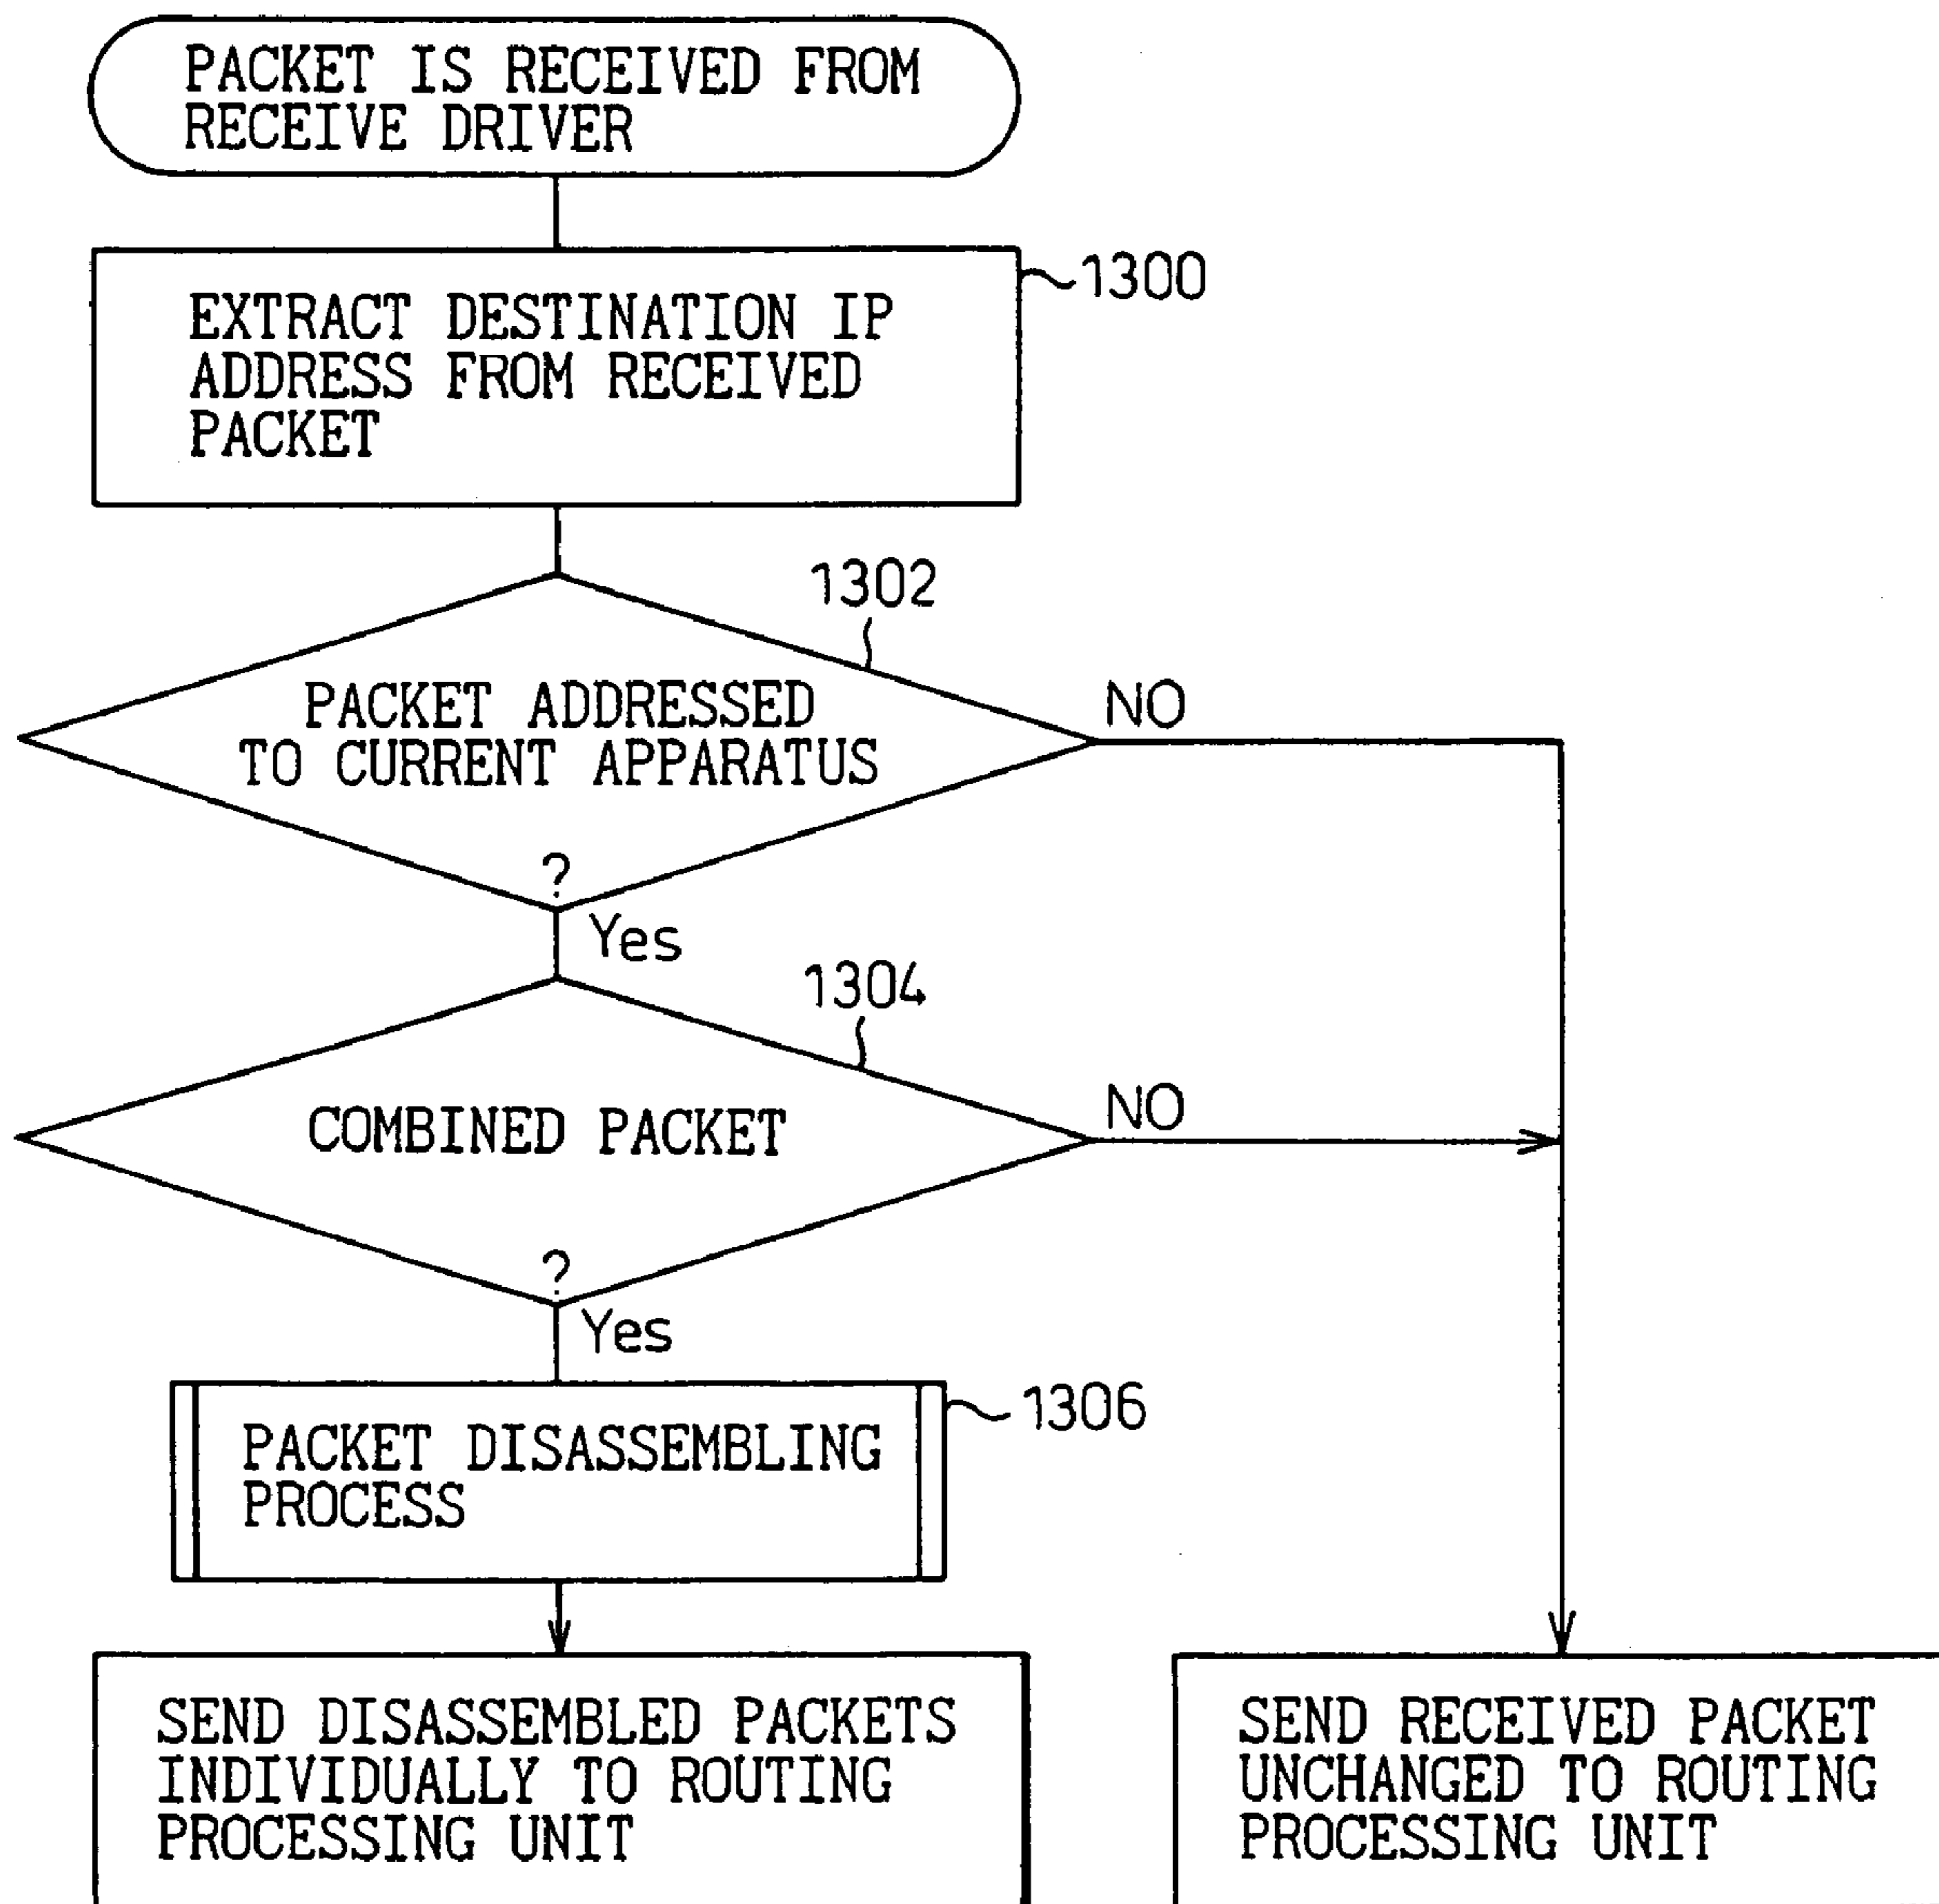 PACKET IS RECEIVED FROM
RECEIVE DRIVER
1300
EXTRACT DESTINATION IP
ADDRESS FROM RECEIVED
PACKET
1302
PACKET ADDRESSED
TO CURRENT APPARATUS
?
NO
Yes
1304
COMBINED PACKET
?
NO
Yes
1306
PACKET DISASSEMBLING
PROCESS
SEND DISASSEMBLED PACKETS
INDIVIDUALLY TO ROUTING
PROCESSING UNIT
SEND RECEIVED PACKET
UNCHANGED TO ROUTING
PROCESSING UNIT